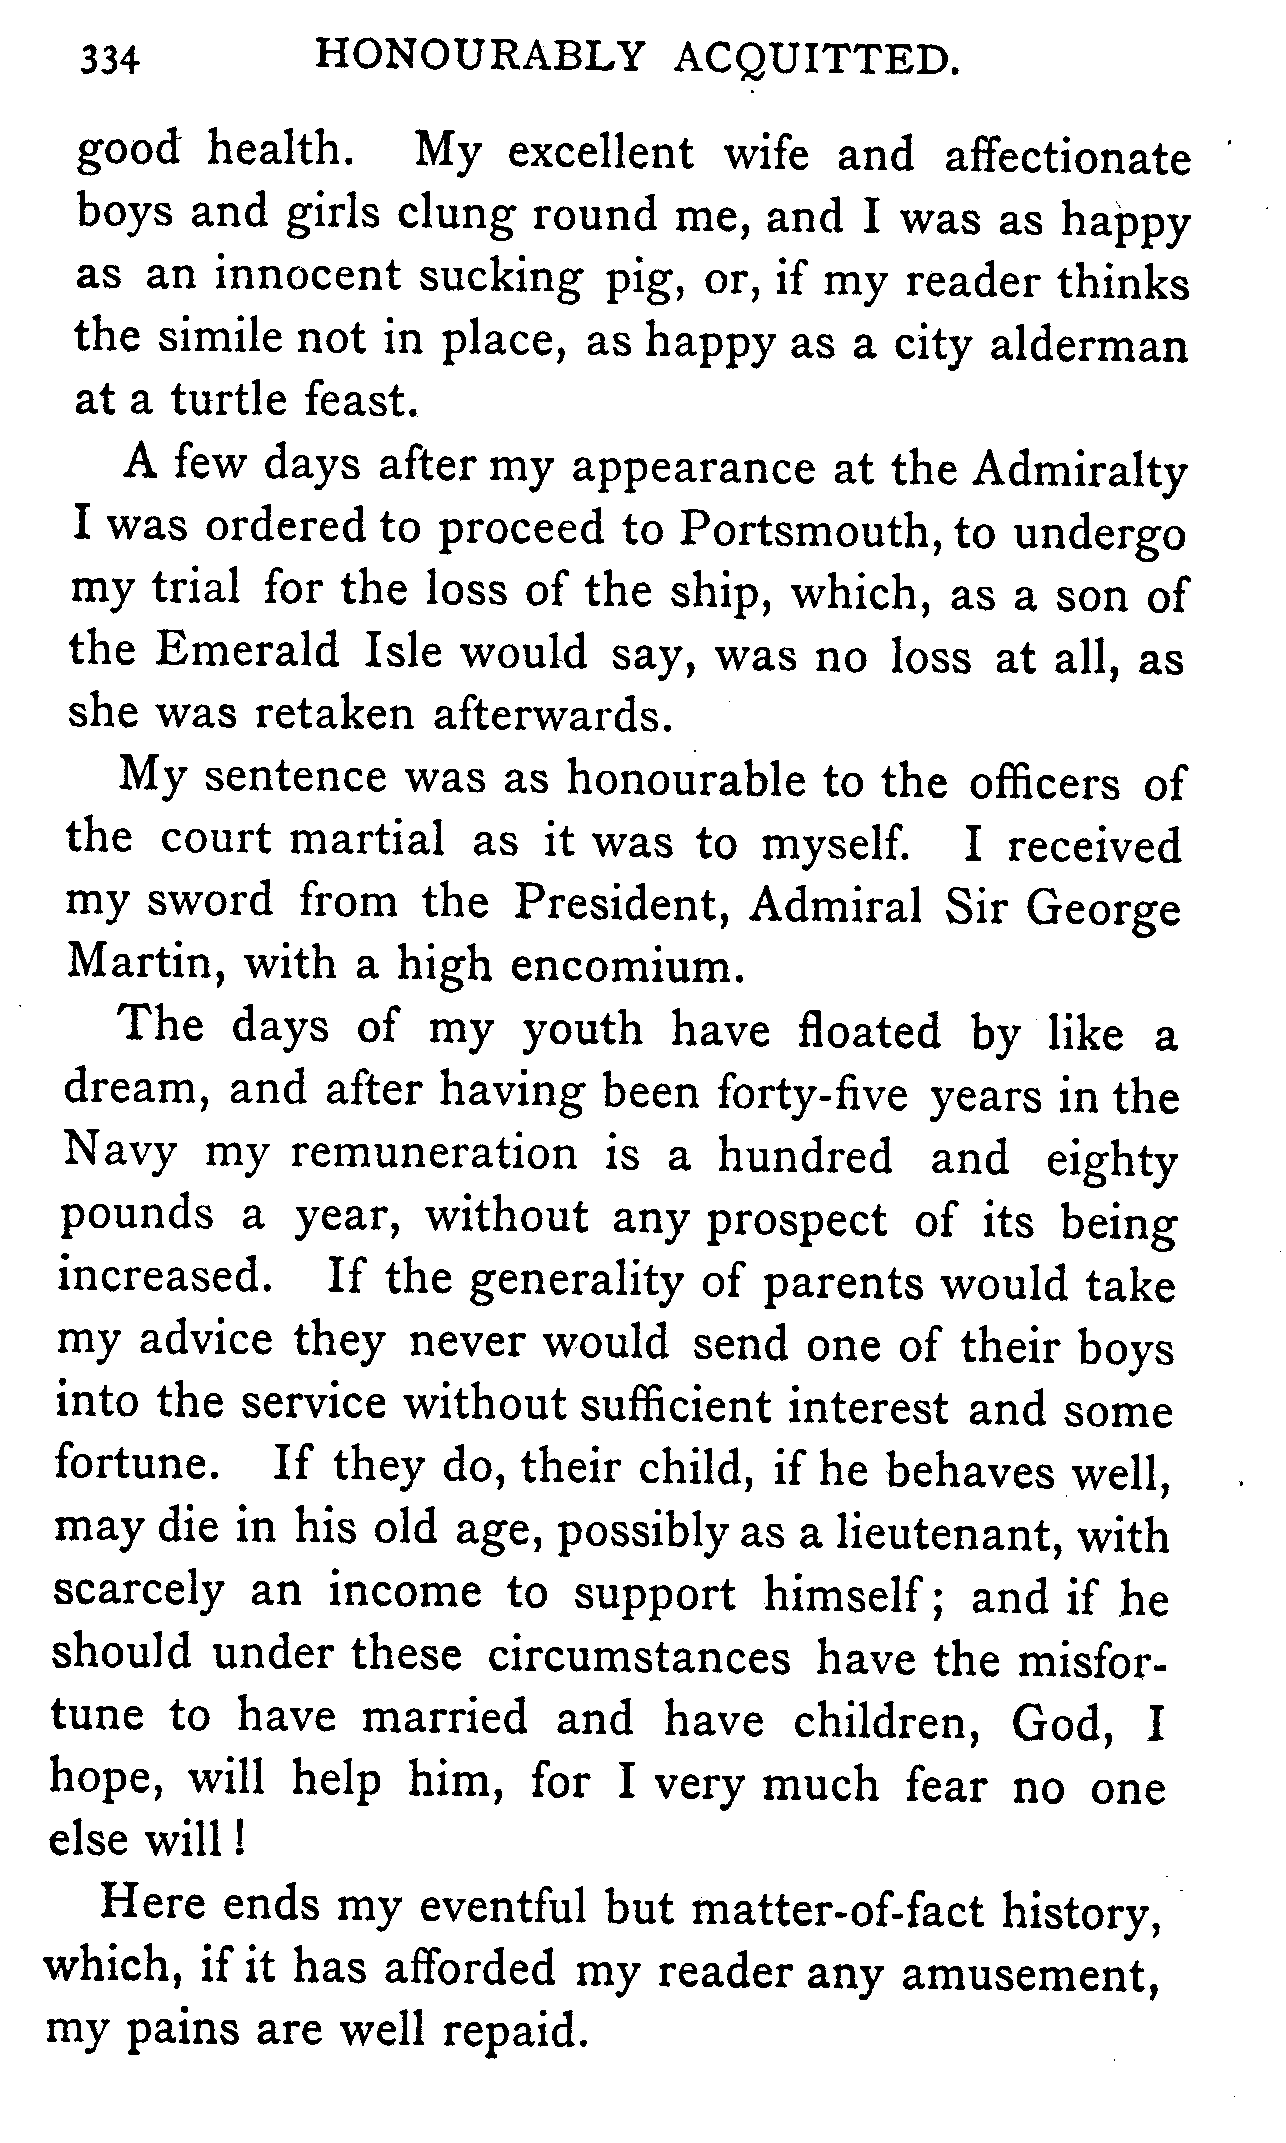 334 HONOURABLY ACQUITTED.
good health. My excellent wife and affectionate
boys and girls clung round me, and I was as happy
as an innocent sucking pig, or, if my reader thinks
the simile not in place, as happy as a city alderman
at a turtle feast.
A few days after my appearance at the Admiralty
I was ordered to proceed to Portsmouth, to undergo
my trial for the loss of the ship, which, as a son of
the Emerald Isle would say, was no loss at all, as
she was retaken afterwards.
My sentence was as honourable to the officers of
the court martial as it was to myself. I received
my sword from the President, Admiral Sir George
Martin, with a high encomium.
The days of my youth have floated by like a
dream, and after having been forty-five years in the
Navy my remuneration is a hundred and eighty
pounds a year, without any prospect of its being
increased. If the generality of parents would take
my advice they never would send one of their boys
into the service without sufficient interest and some
fortune. If they do, their child, if he behaves well,
may die in his old age, possibly as a lieutenant, with
scarcely an income to support himself; and if he
should under these circumstances have the misfor-
tune to have married and have children, God, I
hope, will help him, for I very much fear no one
else will!
Here ends my eventful but matter-of-fact history,
which, if it has afforded my reader any amusement,
my pains are well repaid.